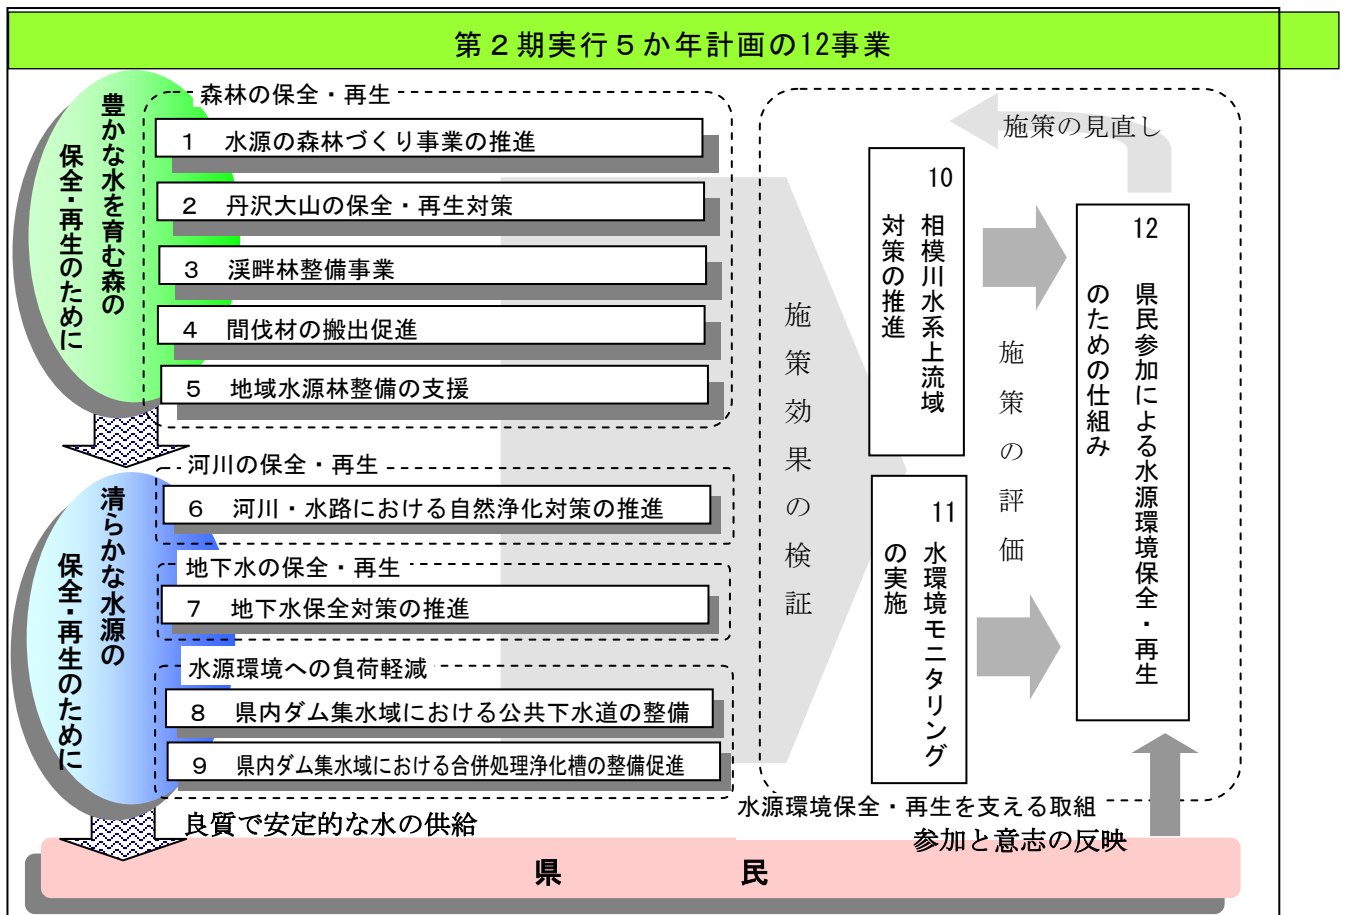 第２期実行５か年計画の12事業
豊かな水を育む森の
保全・再生のために
森林の保全・再生
１　水源の森林づくり事業の推進
２　丹沢大山の保全・再生対策
３　渓畔林整備事業
４　間伐材の搬出促進
５　地域水源林整備の支援
清らかな水源の
保全・再生のために
河川の保全・再生
６　河川・水路における自然浄化対策の推進
地下水の保全・再生
７　地下水保全対策の推進
水源環境への負荷軽減
８　県内ダム集水域における公共下水道の整備
９　県内ダム集水域における合併処理浄化槽の整備促進
施策効果の検証
10　相模川水系上流域
対策の推進
11　水環境モニタリング
の実施
施策の評価
施策の見直し
12　県民参加による水源環境保全・再生
のための仕組み
水源環境保全・再生を支える取組
良質で安定的な水の供給
参加と意志の反映
県　民